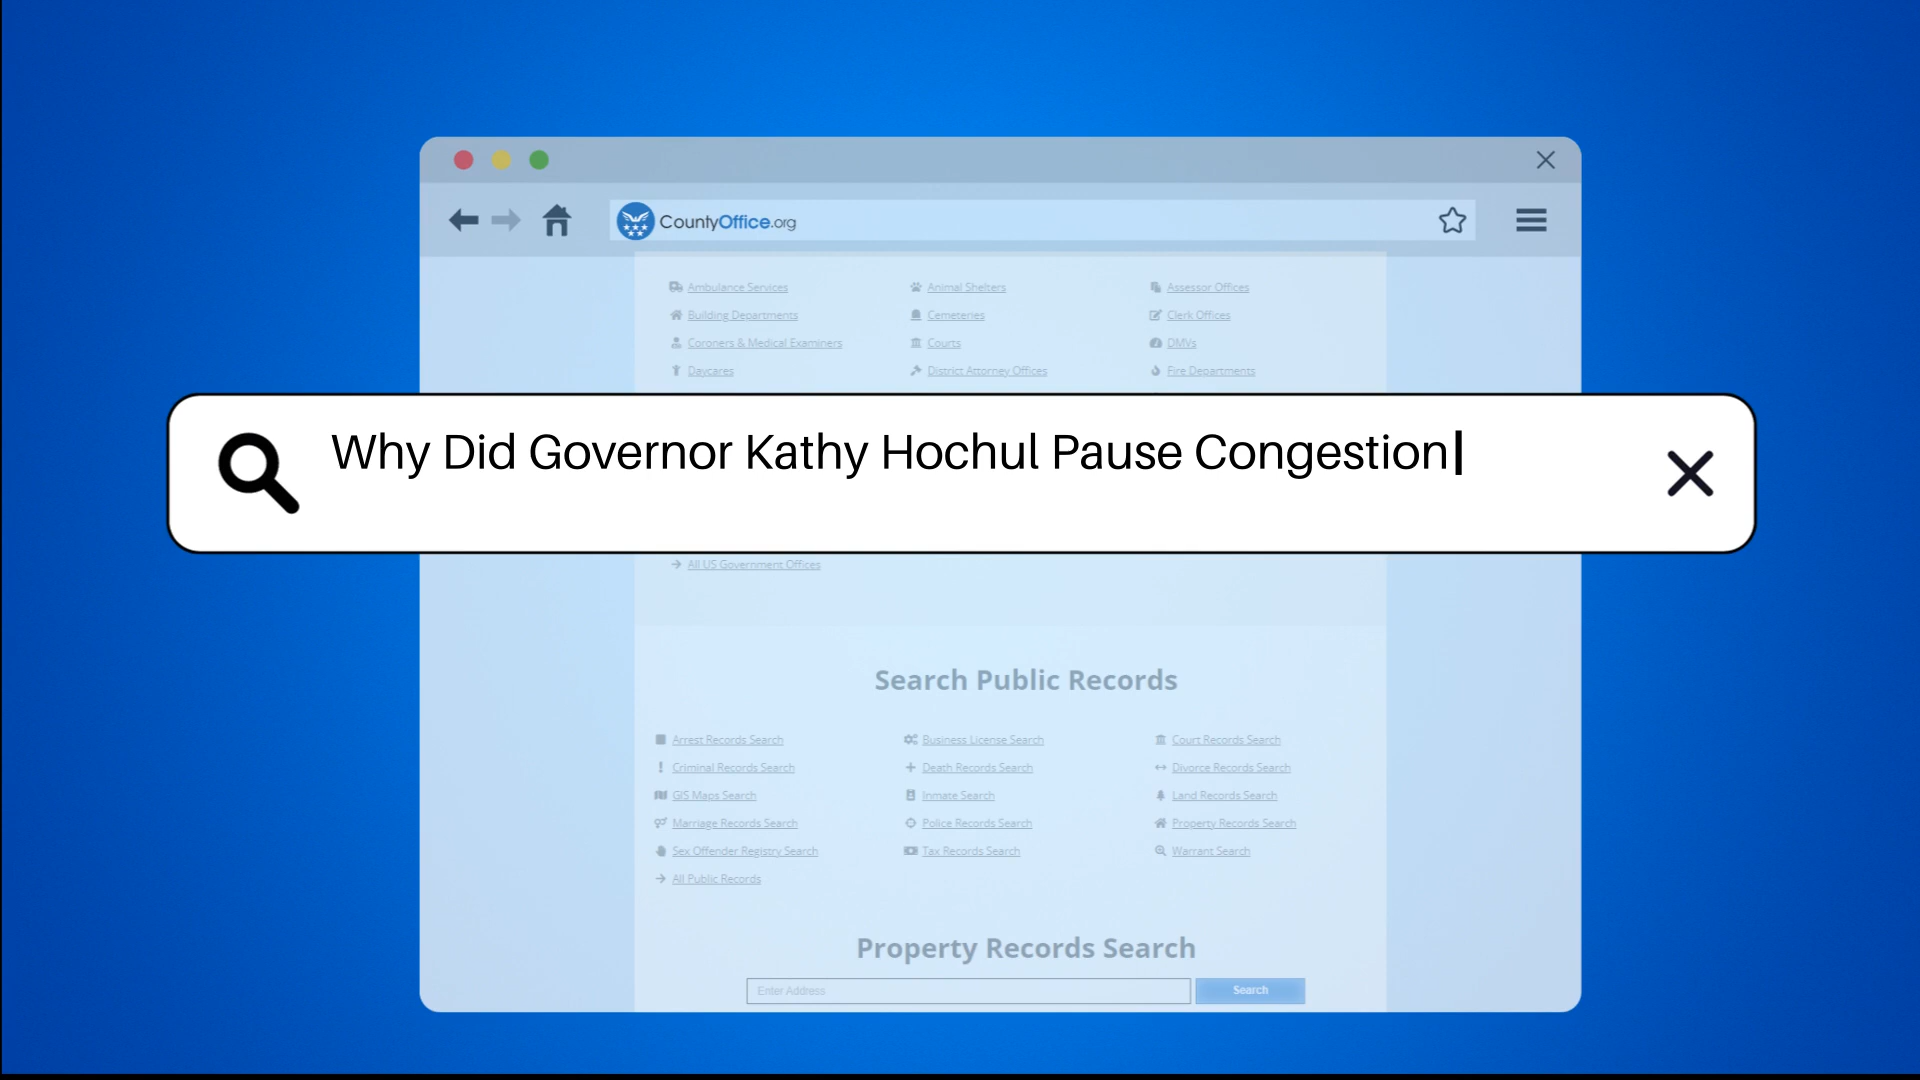 CountyOffice.org
Ambulance Services Animal Shelters Assessor Offices
Building Departments Cemeteries Clerk Offices
Coroners & Medical Examiners Courts DMVs
Daycares District Attorney Offices Fire Departments
Why Did Governor Kathy Hochul Pause Congestion
All US Government Offices
Search Public Records
Arrest Records Search Business License Search Court Records Search
Criminal Records Search Death Records Search Divorce Records Search
GIS Maps Search Inmate Search Land Records Search
Marriage Records Search Police Records Search Property Records Search
Sex Offender Registry Search Tax Records Search Warrant Search
All Public Records
Property Records Search
Enter Address Search